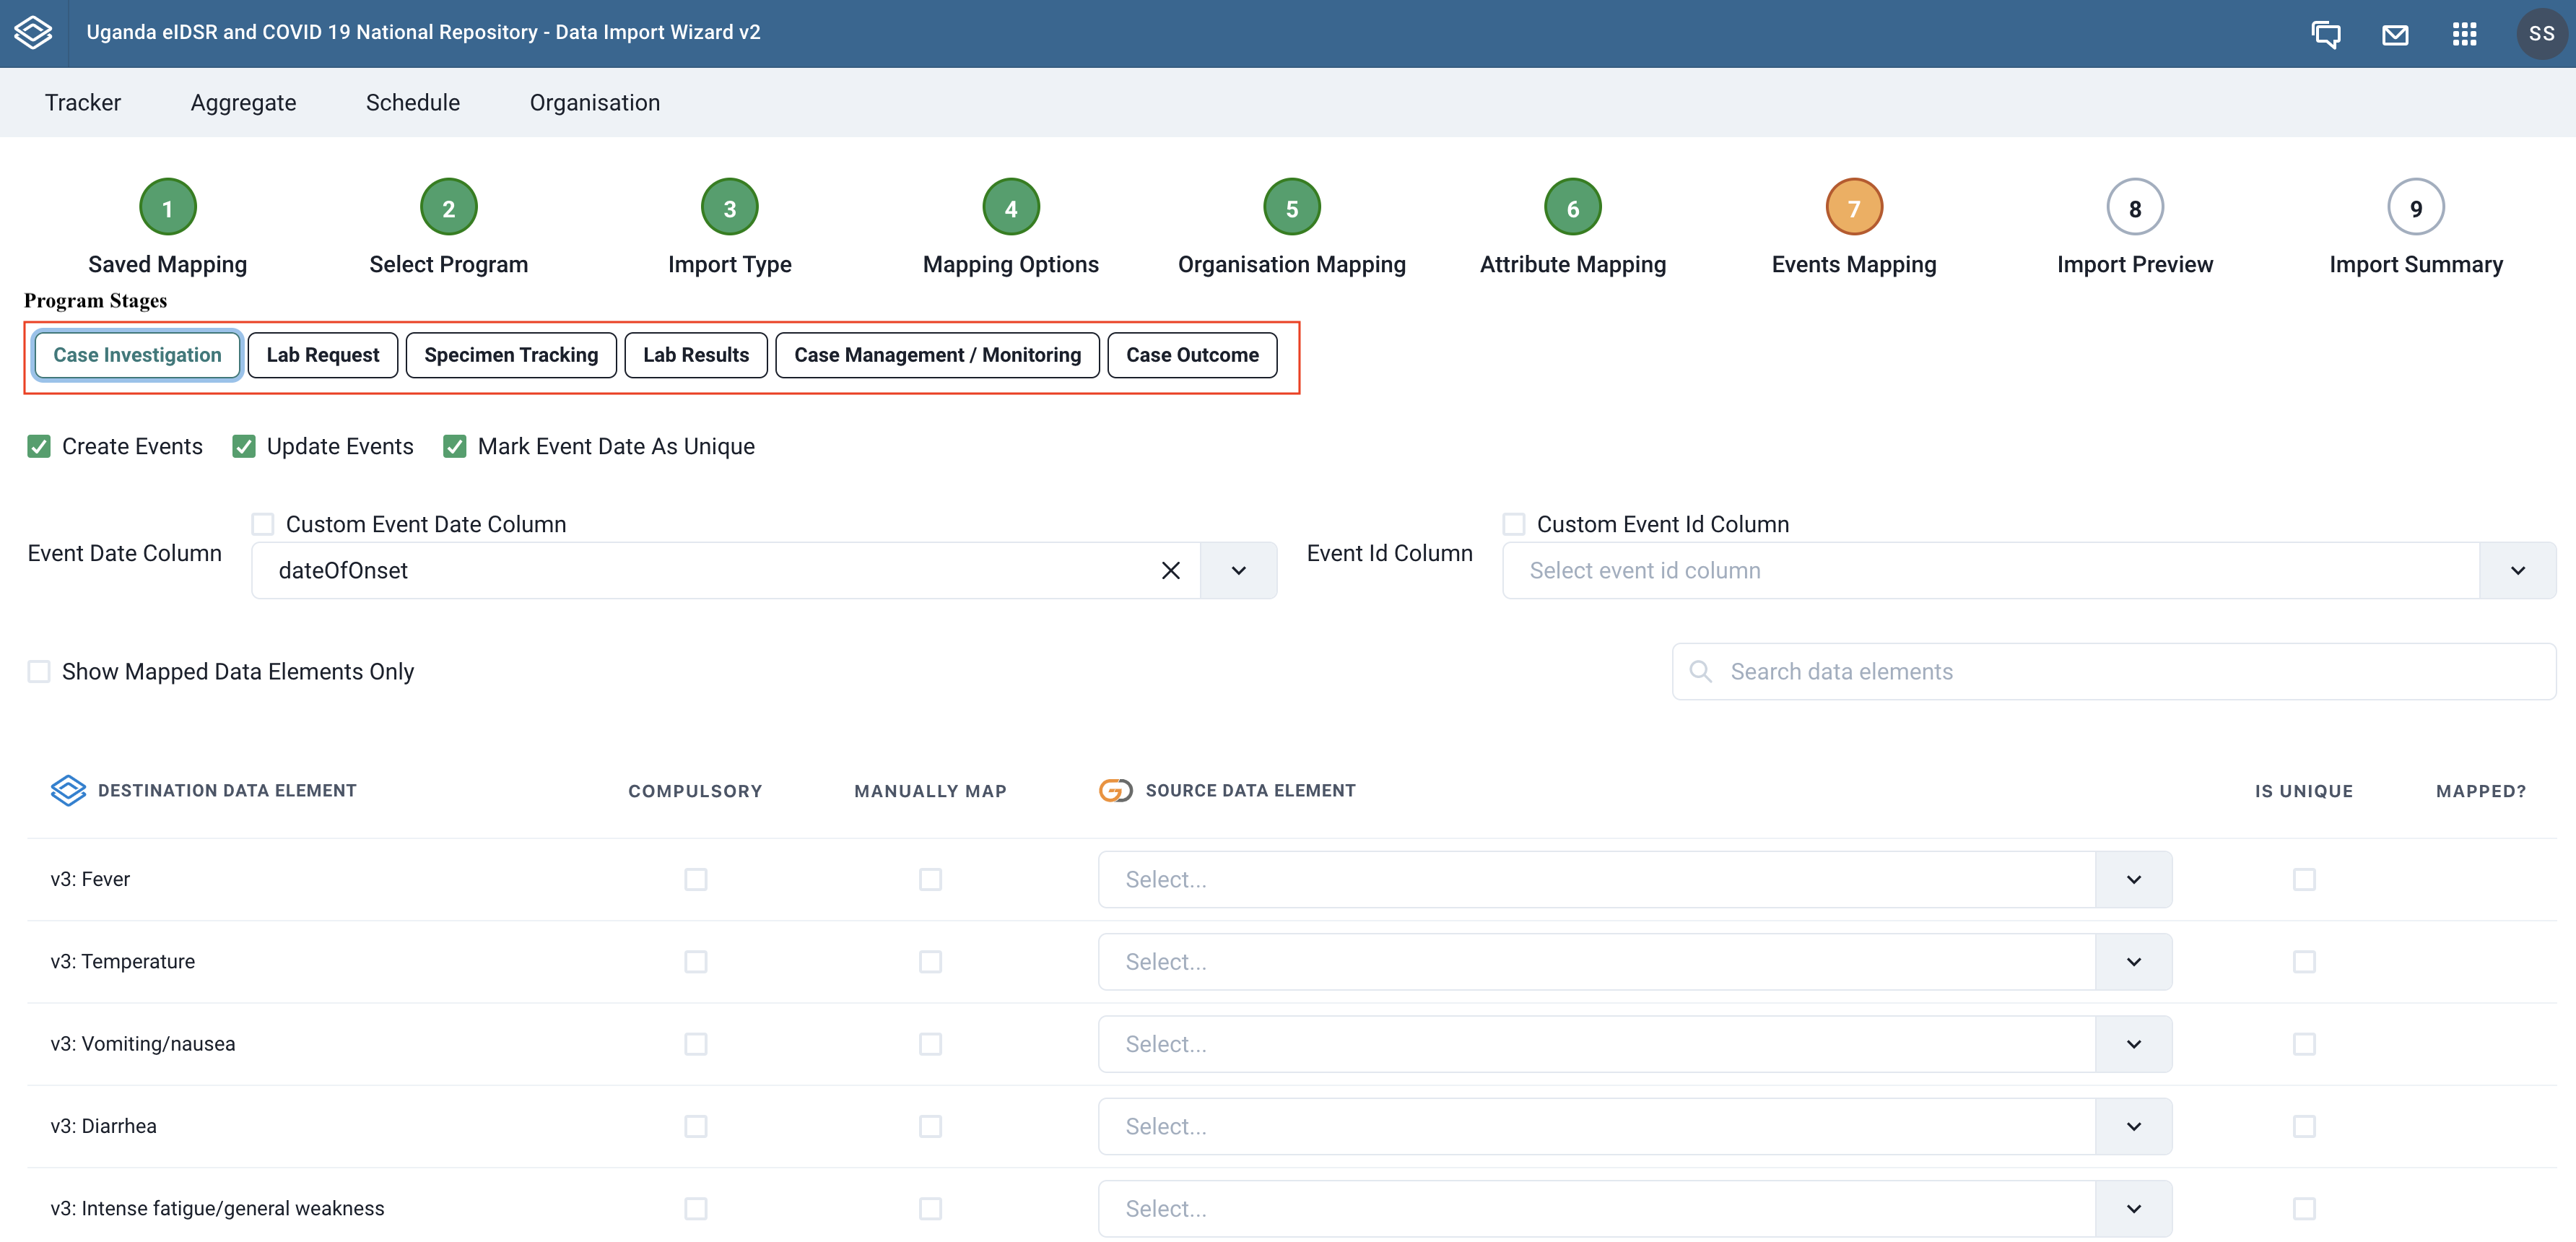 Uganda eIDSR and COVID 19 National Repository - Data Import Wizard v2
SS
Tracker Aggregate Schedule Organisation
1 2 3 4 5 6 7 8 9
Saved Mapping Select Program Import Type Mapping Options Organisation Mapping Attribute Mapping Events Mapping Import Preview Import Summary
Program Stages
Case Investigation Lab Request Specimen Tracking Lab Results Case Management / Monitoring Case Outcome
Create Events Update Events Mark Event Date As Unique
Custom Event Date Column Custom Event Id Column
Event Date Column Event Id Column
dateOfOnset Select event id column
Show Mapped Data Elements Only Search data elements
DESTINATION DATA ELEMENT COMPULSORY MANUALLY MAP SOURCE DATA ELEMENT IS UNIQUE MAPPED?
v3: Fever Select...
v3: Temperature Select...
v3: Vomiting/nausea Select...
v3: Diarrhea Select...
v3: Intense fatigue/general weakness Select...